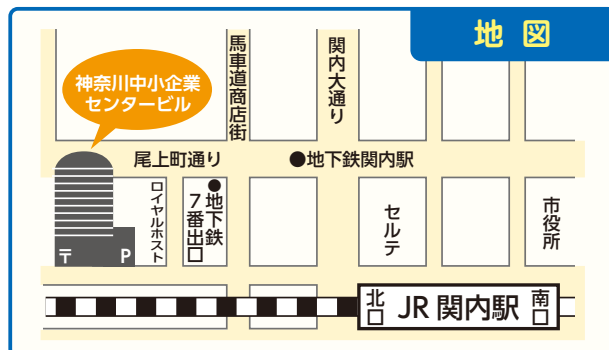 地図
神奈川中小企業
センタービル
馬車道商店街
関内大通り
尾上町通り
●地下鉄関内駅
ロイヤルホスト
●地下鉄
7番出口
セルテ
市役所
〒
P
北口
JR関内駅
南口